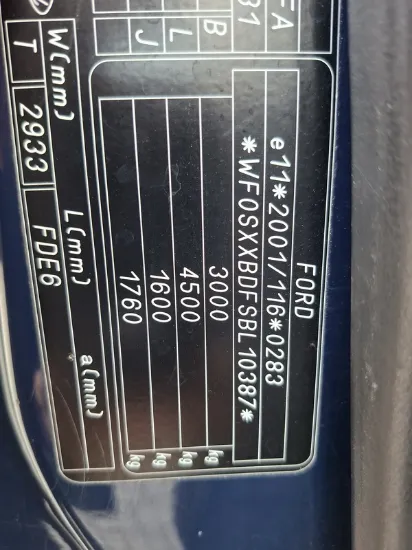 FORD
e11*2001/116*0283
*WF0SXXBDFSBL10387*
B 3000 kg
L 4500 kg
J 1600 kg
1760 kg
W(mm) L(mm) a(mm)
T 2933 FDE6